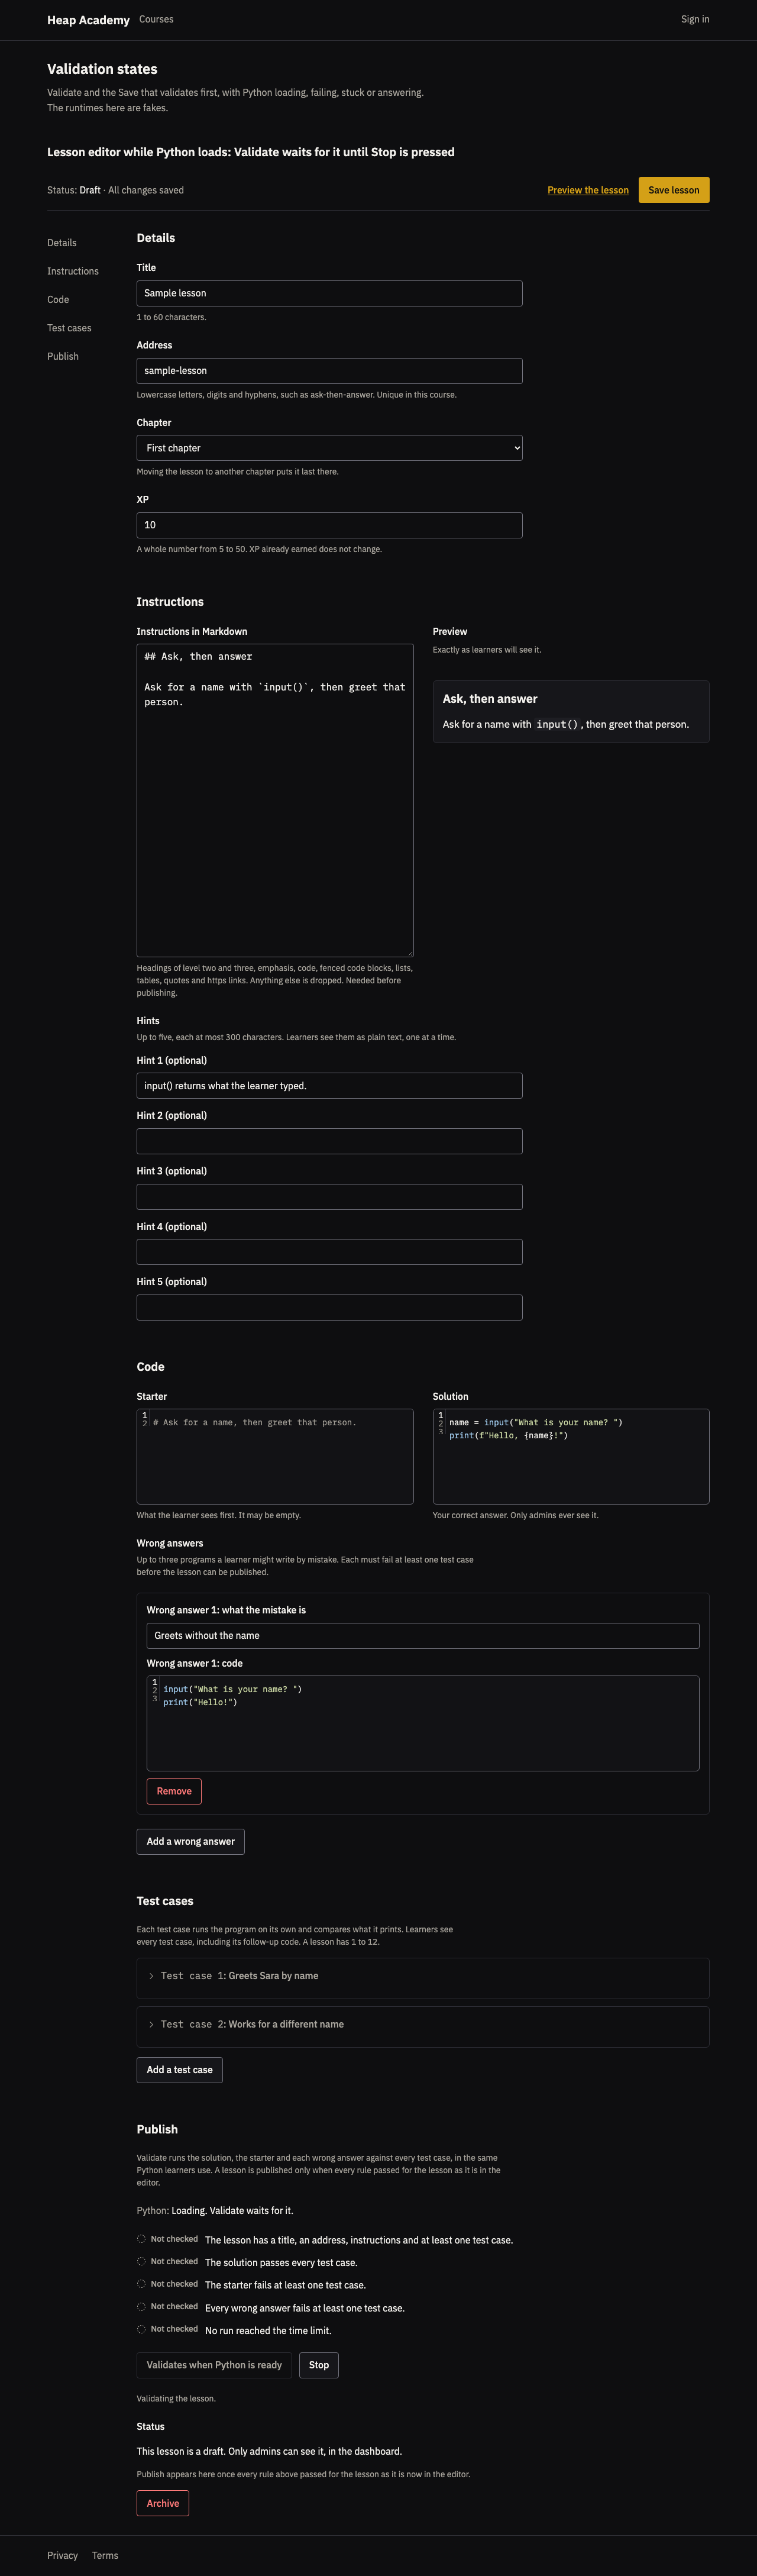 Heap Academy Courses Sign in
Validation states
Validate and the Save that validates first, with Python loading, failing, stuck or answering.
The runtimes here are fakes.
Lesson editor while Python loads: Validate waits for it until Stop is pressed
Status: Draft · All changes saved Preview the lesson Save lesson
Details
Instructions
Code
Test cases
Publish
Details
Title
Sample lesson
1 to 60 characters.
Address
sample-lesson
Lowercase letters, digits and hyphens, such as ask-then-answer. Unique in this course.
Chapter
First chapter
Moving the lesson to another chapter puts it last there.
XP
10
A whole number from 5 to 50. XP already earned does not change.
Instructions
Instructions in Markdown
## Ask, then answer
Ask for a name with `input()`, then greet that
person.
Headings of level two and three, emphasis, code, fenced code blocks, lists,
tables, quotes and https links. Anything else is dropped. Needed before
publishing.
Preview
Exactly as learners will see it.
Ask, then answer
Ask for a name with input(), then greet that person.
Hints
Up to five, each at most 300 characters. Learners see them as plain text, one at a time.
Hint 1 (optional)
input() returns what the learner typed.
Hint 2 (optional)
Hint 3 (optional)
Hint 4 (optional)
Hint 5 (optional)
Code
Starter
1
2
# Ask for a name, then greet that person.
What the learner sees first. It may be empty.
Solution
1
2
3
name = input("What is your name? ")
print(f"Hello, {name}!")
Your correct answer. Only admins ever see it.
Wrong answers
Up to three programs a learner might write by mistake. Each must fail at least one test case
before the lesson can be published.
Wrong answer 1: what the mistake is
Greets without the name
Wrong answer 1: code
1
2
3
input("What is your name? ")
print("Hello!")
Remove
Add a wrong answer
Test cases
Each test case runs the program on its own and compares what it prints. Learners see
every test case, including its follow-up code. A lesson has 1 to 12.
Test case 1: Greets Sara by name
Test case 2: Works for a different name
Add a test case
Publish
Validate runs the solution, the starter and each wrong answer against every test case, in the same
Python learners use. A lesson is published only when every rule passed for the lesson as it is in the
editor.
Python: Loading. Validate waits for it.
Not checked The lesson has a title, an address, instructions and at least one test case.
Not checked The solution passes every test case.
Not checked The starter fails at least one test case.
Not checked Every wrong answer fails at least one test case.
Not checked No run reached the time limit.
Validates when Python is ready Stop
Validating the lesson.
Status
This lesson is a draft. Only admins can see it, in the dashboard.
Publish appears here once every rule above passed for the lesson as it is now in the editor.
Archive
Privacy Terms